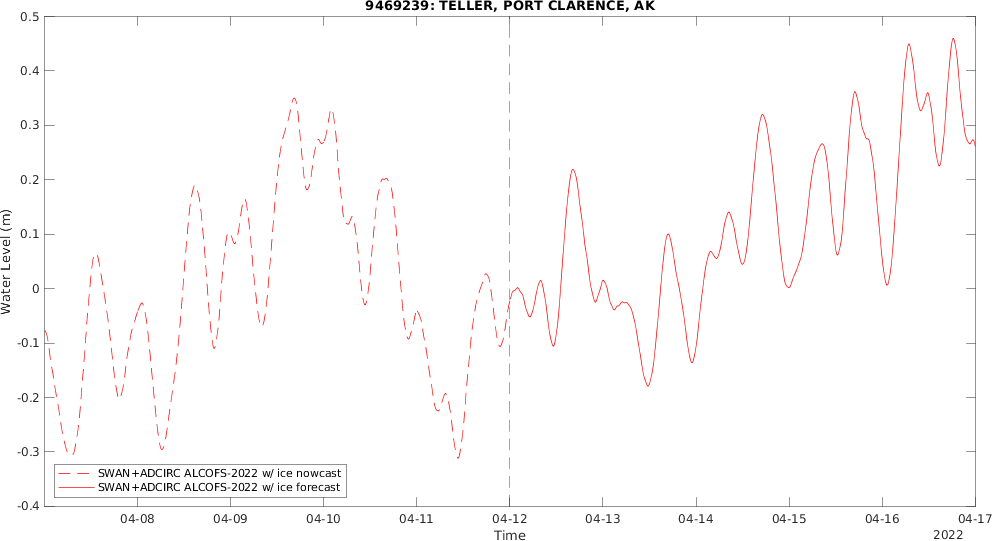 9469239: TELLER, PORT CLARENCE, AK
0.5
0.4
0.3
0.2
0.1
0
-0.1
-0.2
-0.3
-0.4
Water Level (m)
SWAN+ADCIRC ALCOFS-2022 w/ ice nowcast
SWAN+ADCIRC ALCOFS-2022 w/ ice forecast
04-08 04-09 04-10 04-11 04-12 04-13 04-14 04-15 04-16 04-17
Time
2022